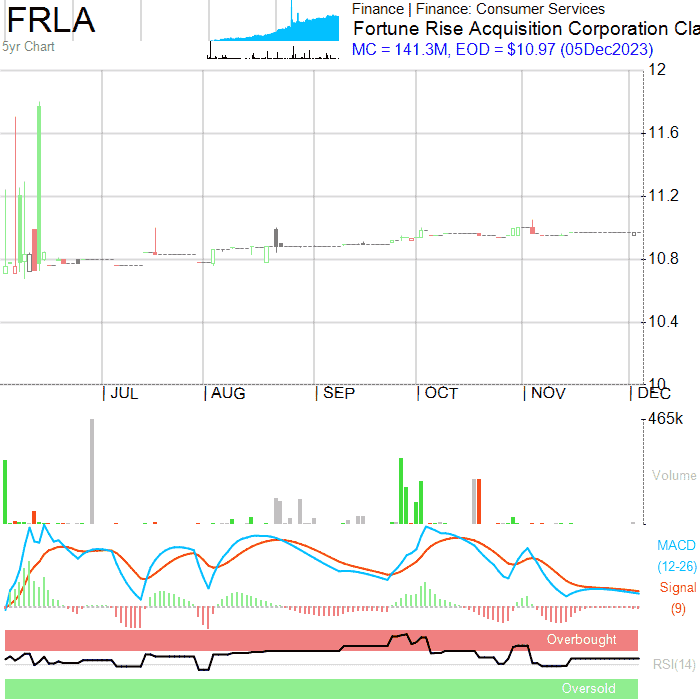 FRLA
5yr Chart
Finance | Finance: Consumer Services
Fortune Rise Acquisition Corporation Cla
MC = 141.3M, EOD = $10.97 (05Dec2023)
12
11.6
11.2
10.8
10.4
10
JUL
AUG
SEP
OCT
NOV
DEC
465k
Volume
MACD
(12-26)
Signal
(9)
Overbought
RSI(14)
Oversold